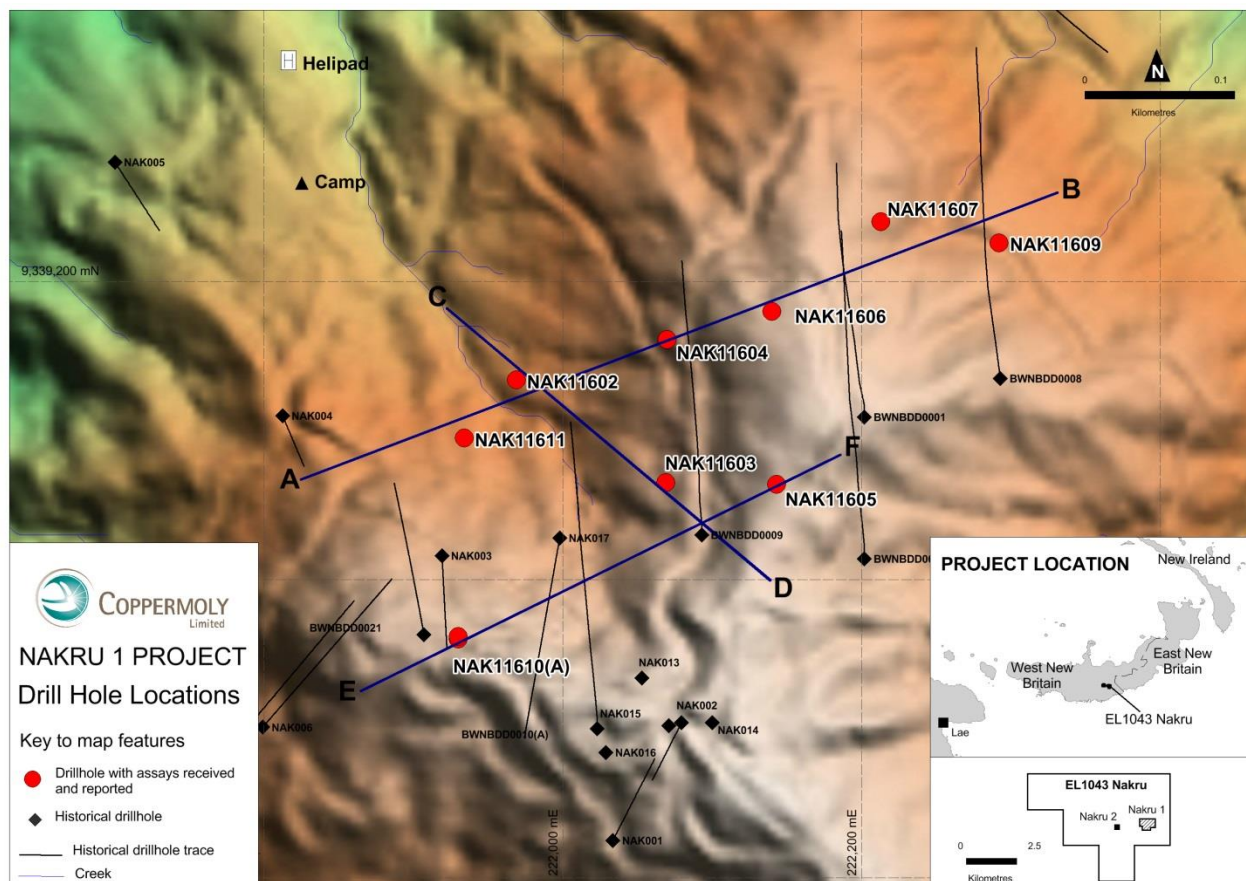 H
Helipad
N
0
0.1
Kilometres
NAK005
Camp
B
NAK11607
NAK11609
9,339,200 mN
C
NAK11606
NAK11604
NAK11602
BWNBDD0008
NAK004
BWNBDD0001
NAK11611
F
NAK11603
A
NAK11605
NAK017
BWNBDD0009
NAK003
D
BWNBDD0021
NAK11610(A)
E
NAK013
NAK002
NAK015
NAK014
NAK006
BWNBDD0010(A)
NAK016
NAK001
222,000 mE
222,200 mE
COPPERMOLY
Limited
NAKRU 1 PROJECT
Drill Hole Locations
Key to map features
Drillhole with assays received
and reported
Historical drillhole
Historical drillhole trace
Creek
PROJECT LOCATION
New Ireland
West New
Britain
East New
Britain
EL1043 Nakru
Lae
EL1043 Nakru
Nakru 2
Nakru 1
0
2.5
Kilometres